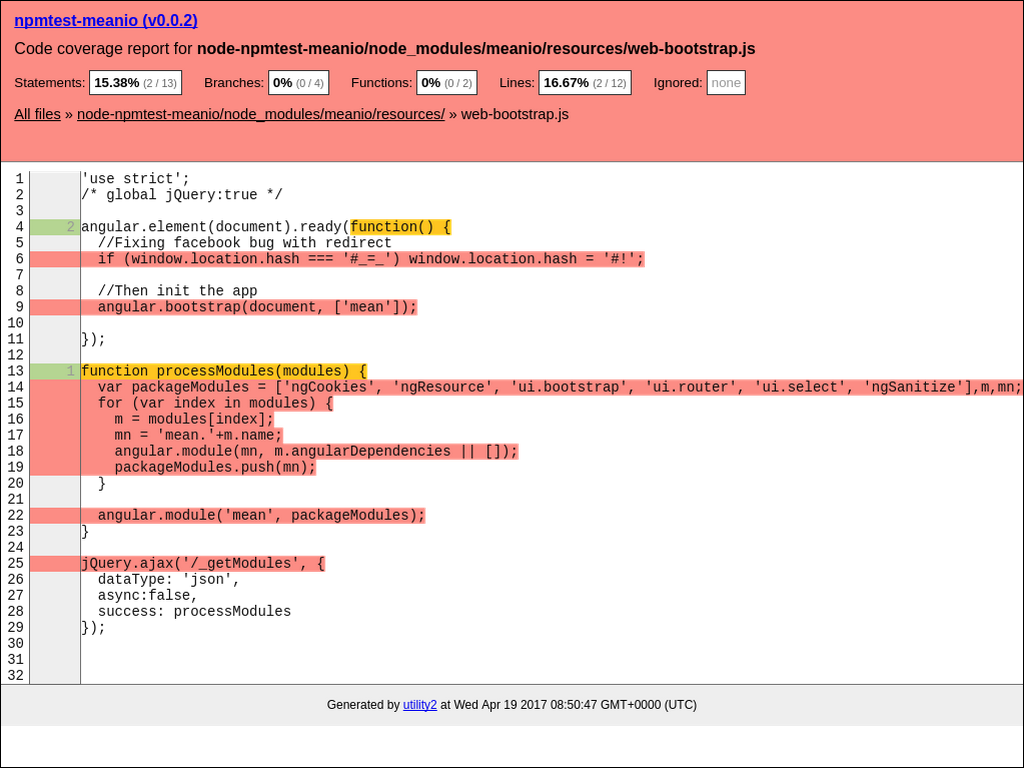 npmtest-meanio (v0.0.2)
Code coverage report for node-npmtest-meanio/node_modules/meanio/resources/web-bootstrap.js
Statements: 15.38% (2 / 13) Branches: 0% (0 / 4) Functions: 0% (0 / 2) Lines: 16.67% (2 / 12) Ignored: none
All files » node-npmtest-meanio/node_modules/meanio/resources/ » web-bootstrap.js
1 'use strict';
2 /* global jQuery:true */
3
4 2 angular.element(document).ready(function() {
5 //Fixing facebook bug with redirect
6 if (window.location.hash === '#_=_') window.location.hash = '#!';
7
8 //Then init the app
9 angular.bootstrap(document, ['mean']);
10
11 });
12
13 1 function processModules(modules) {
14 var packageModules = ['ngCookies', 'ngResource', 'ui.bootstrap', 'ui.router', 'ui.select', 'ngSanitize'],m,mn;
15 for (var index in modules) {
16 m = modules[index];
17 mn = 'mean.'+m.name;
18 angular.module(mn, m.angularDependencies || []);
19 packageModules.push(mn);
20 }
21
22 angular.module('mean', packageModules);
23 }
24
25 jQuery.ajax('/_getModules', {
26 dataType: 'json',
27 async:false,
28 success: processModules
29 });
30
31
32
Generated by utility2 at Wed Apr 19 2017 08:50:47 GMT+0000 (UTC)